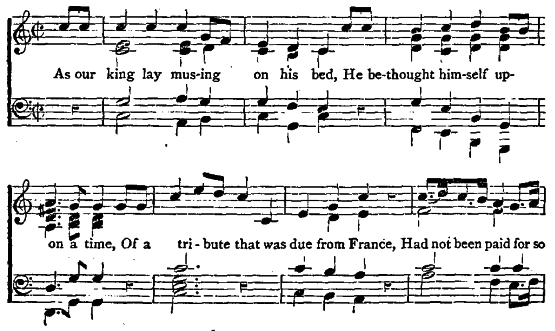 As our king lay mus-ing on his bed, He be-thought him-self up-
on a time, Of a tri-bute that was due from France, Had not been paid for so